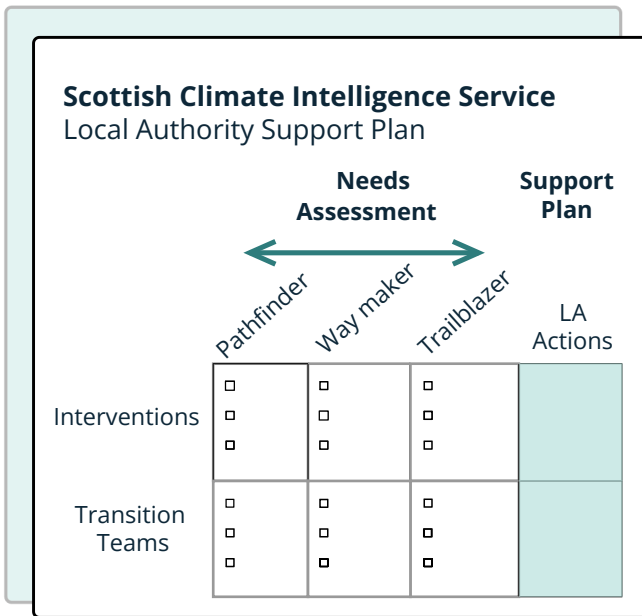 Scottish Climate Intelligence Service
Local Authority Support Plan
Needs
Assessment
Support
Plan
Pathfinder
Way maker
Trailblazer
LA
Actions
Interventions
Transition
Teams